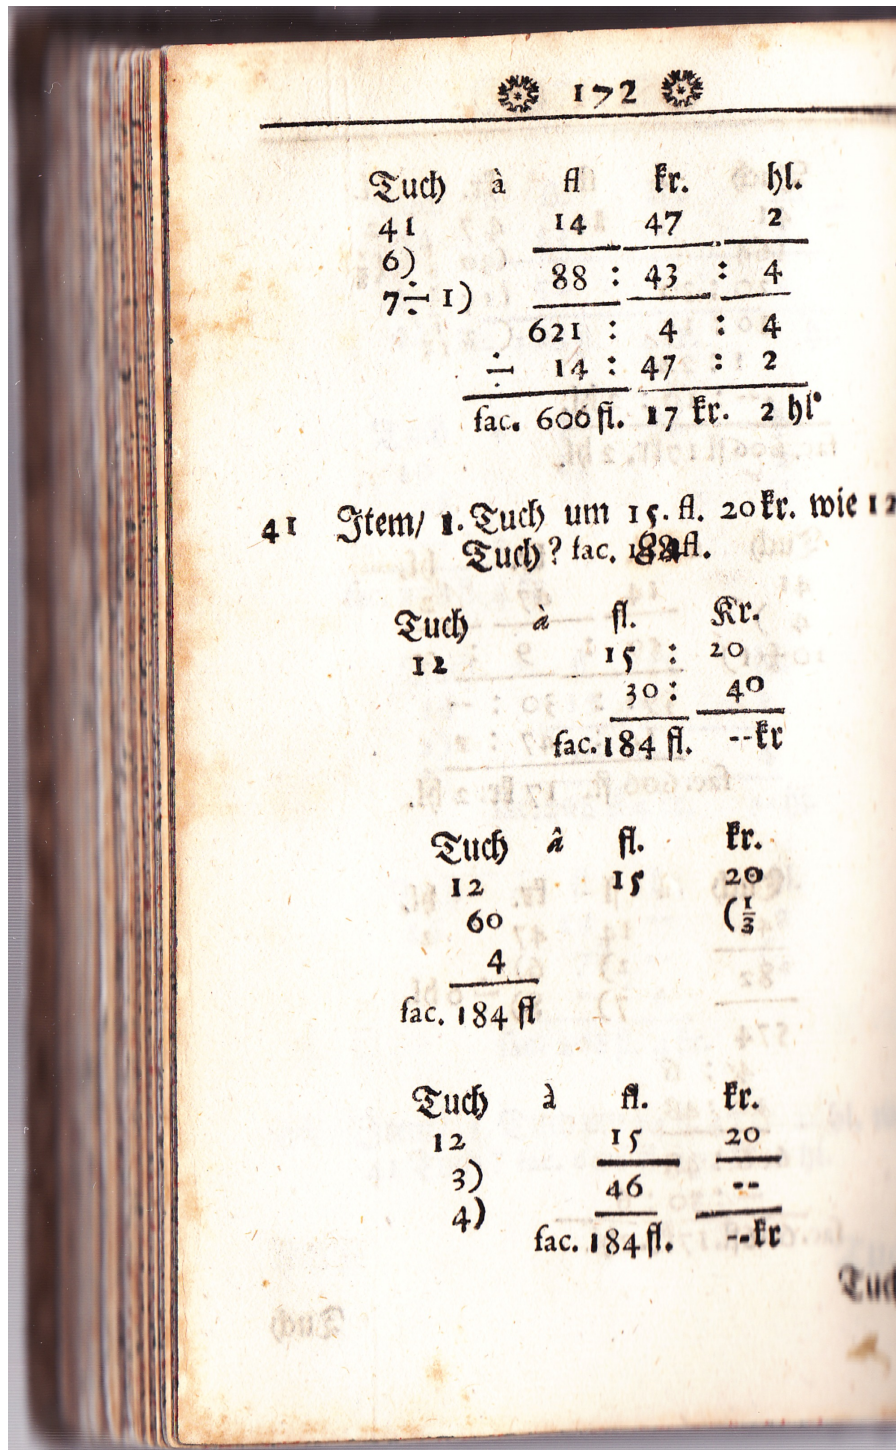 172
Tuch à fl kr. hl.
41 14 47 2
6) 88 : 43 : 4
7÷1)
621 : 4 : 4
÷ 14 : 47 : 2
fac. 606 fl. 17 kr. 2 hl.
41 Item/ 1. Tuch um 15. fl. 20 kr. wie 12
Tuch? fac. fl.
Tuch à fl. Kr.
12 15 : 20
30 : 40
fac. 184 fl. -- kr
Tuch â fl. kr.
12 15 20
60 (1/3
4
fac. 184 fl
Tuch à fl. kr.
12 15 20
3) 46 --
4)
fac. 184 fl. -- kr